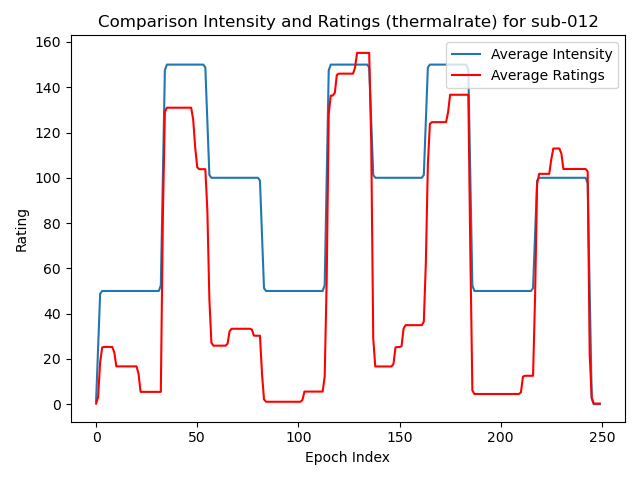 Comparison Intensity and Ratings (thermalrate) for sub-012
Average Intensity
Average Ratings
160
140
120
100
80
60
40
20
0
Rating
0 50 100 150 200 250
Epoch Index